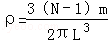 ρ = 3 (N-1) m / 2πL³